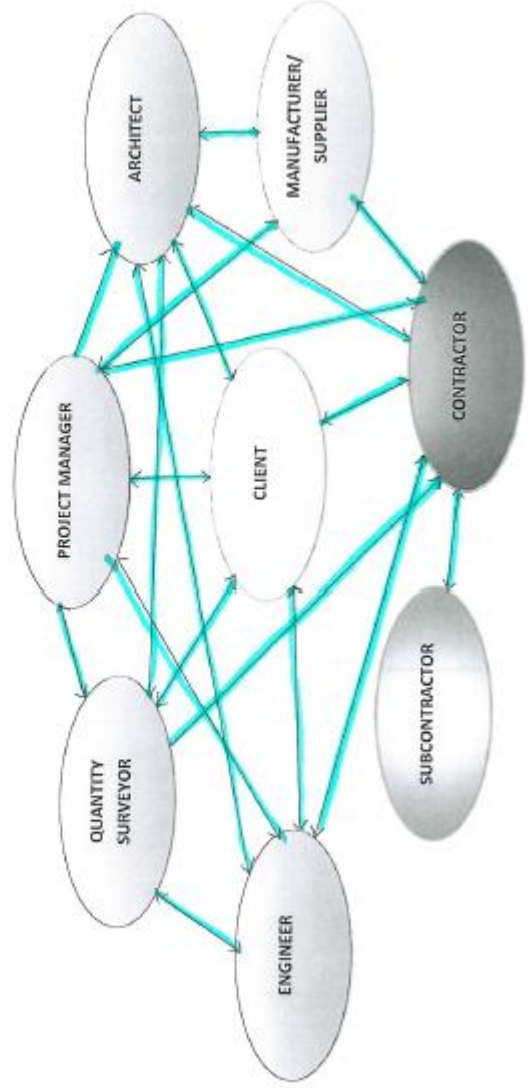 PROJECT MANAGER
QUANTITY
SURVEYOR
ARCHITECT
ENGINEER
CLIENT
MANUFACTURER/
SUPPLIER
SUBCONTRACTOR
CONTRACTOR